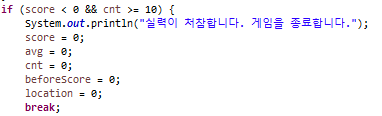 if (score < 0 && cnt >= 10) {
System.out.println("실력이 처참합니다. 게임을 종료합니다.");
score = 0;
avg = 0;
cnt = 0;
beforeScore = 0;
location = 0;
break;